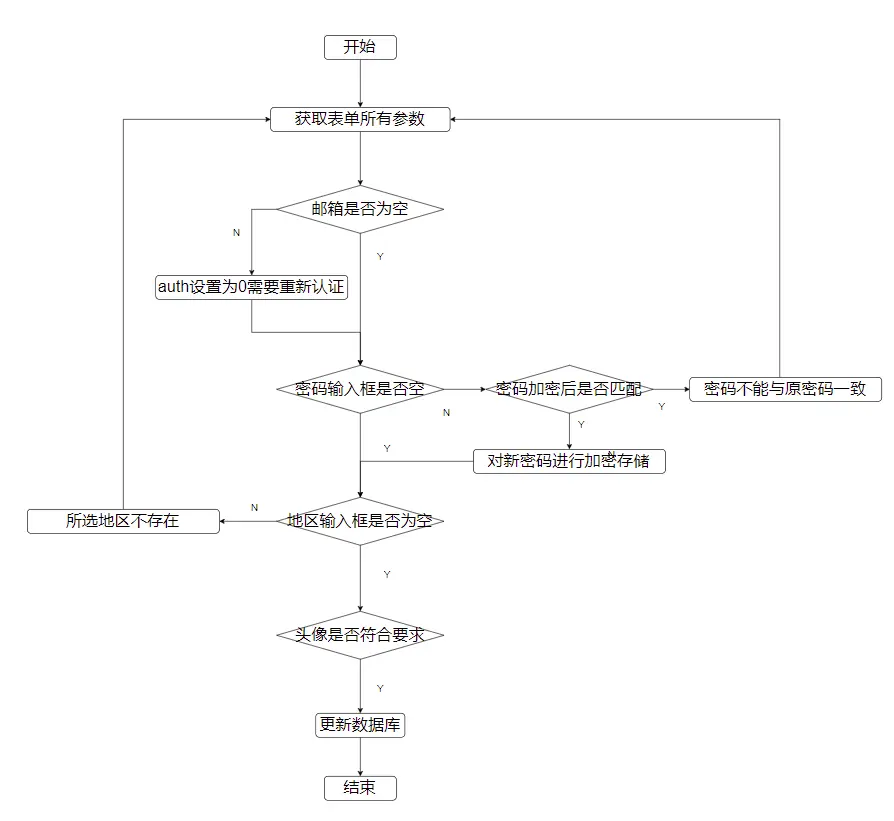 开始
获取表单所有参数
邮箱是否为空
N
Y
auth设置为0需要重新认证
密码输入框是否空
密码加密后是否匹配
密码不能与原密码一致
N
Y
Y
Y
对新密码进行加密存储
N
所选地区不存在
N
地区输入框是否为空
Y
头像是否符合要求
Y
更新数据库
结束